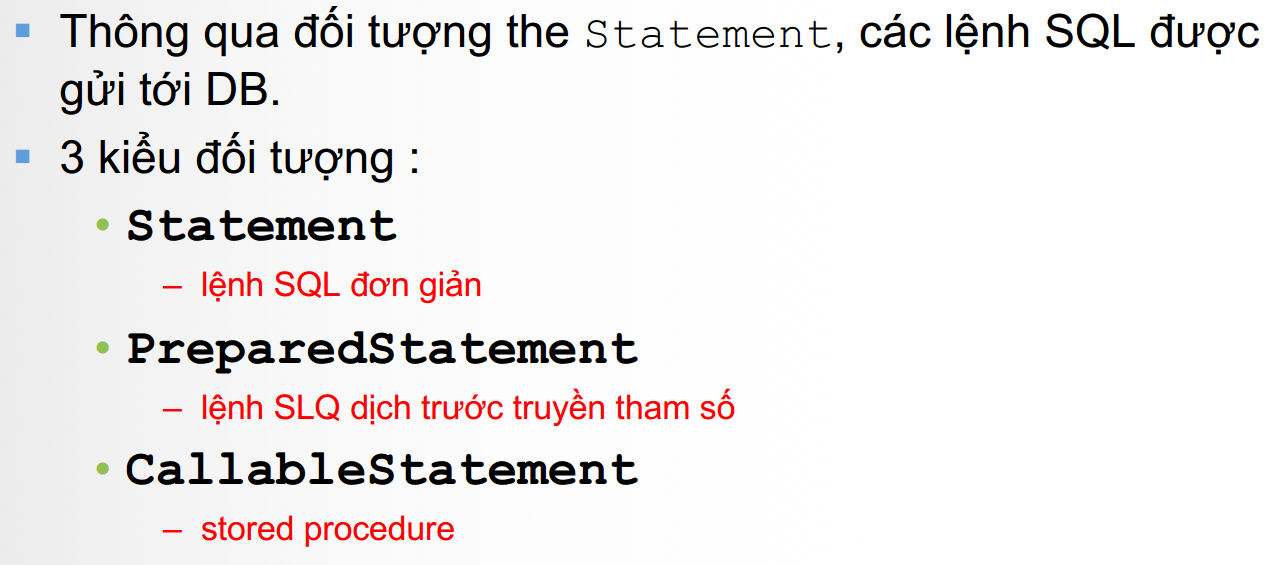 Thông qua đối tượng the Statement, các lệnh SQL được
gửi tới DB.
3 kiểu đối tượng :
Statement
– lệnh SQL đơn giản
PreparedStatement
– lệnh SLQ dịch trước truyền tham số
CallableStatement
– stored procedure